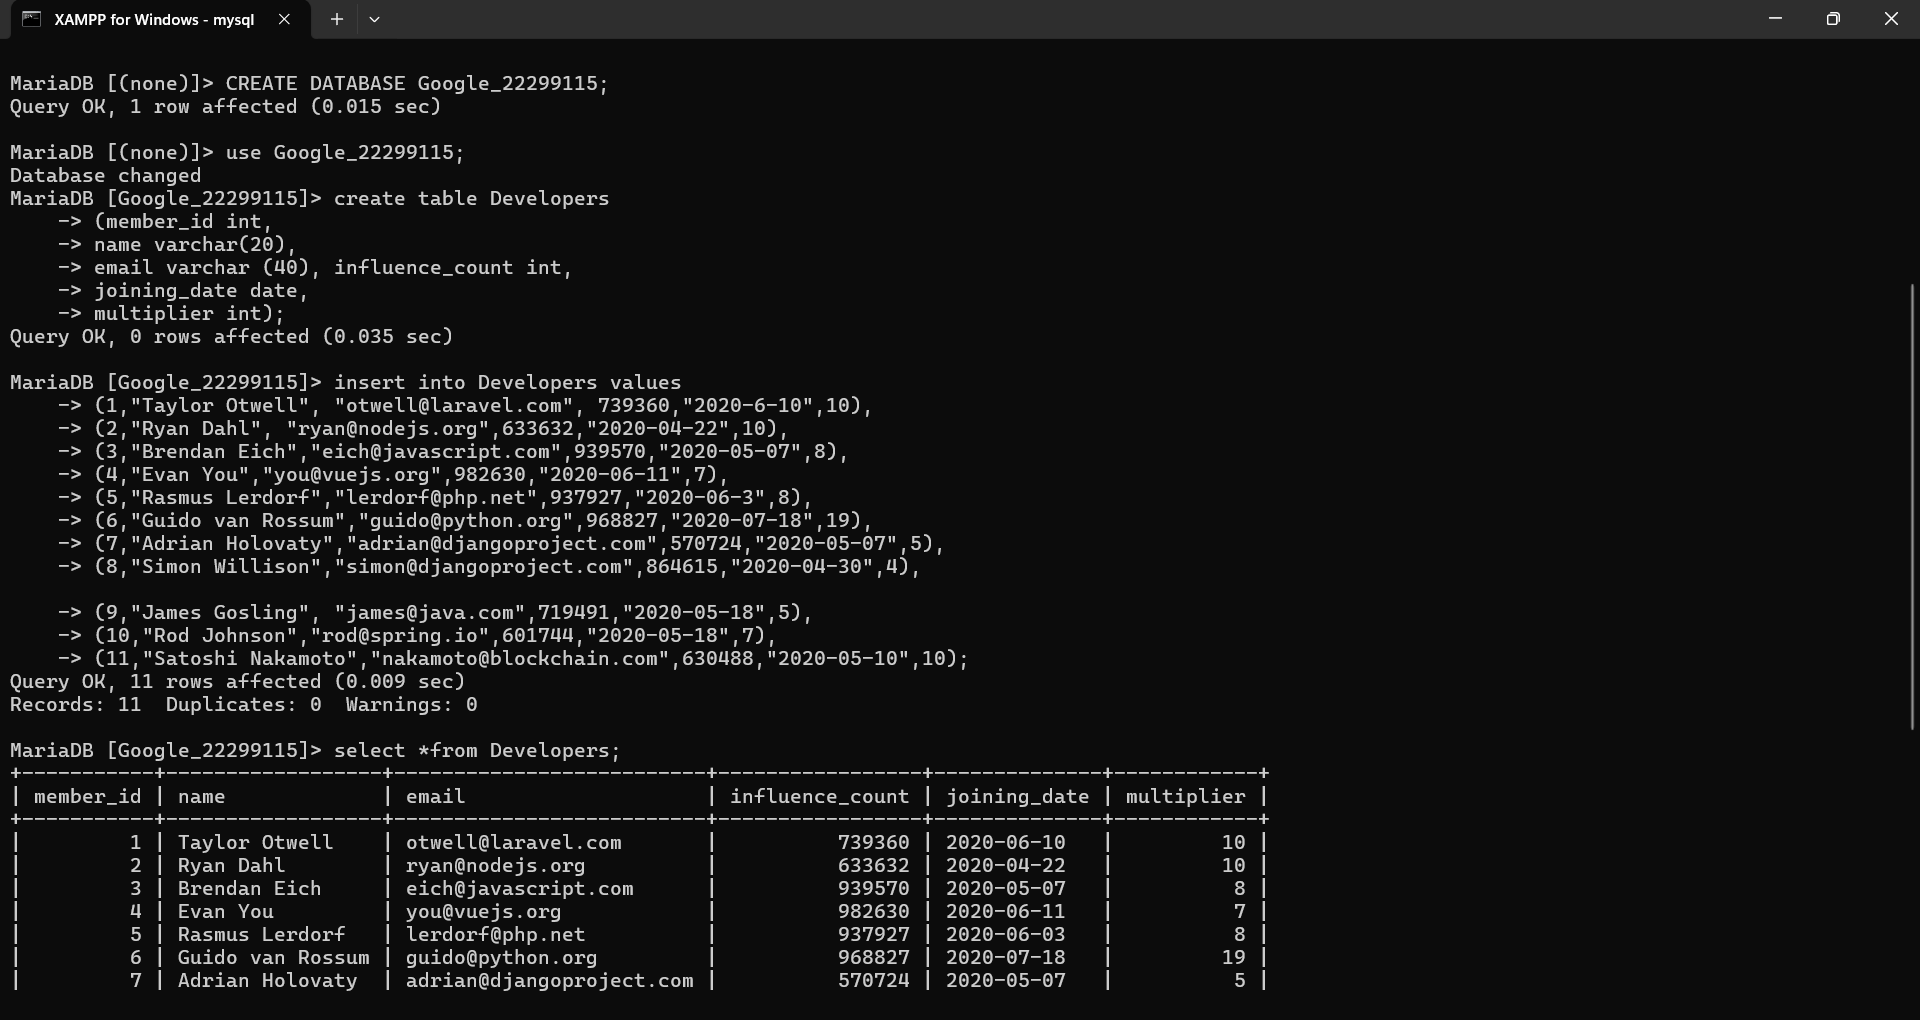 XAMPP for Windows - mysql
MariaDB [(none)]> CREATE DATABASE Google_22299115;
Query OK, 1 row affected (0.015 sec)
MariaDB [(none)]> use Google_22299115;
Database changed
MariaDB [Google_22299115]> create table Developers
    -> (member_id int,
    -> name varchar(20),
    -> email varchar (40), influence_count int,
    -> joining_date date,
    -> multiplier int);
Query OK, 0 rows affected (0.035 sec)
MariaDB [Google_22299115]> insert into Developers values
    -> (1,"Taylor Otwell", "otwell@laravel.com", 739360,"2020-6-10",10),
    -> (2,"Ryan Dahl", "ryan@nodejs.org",633632,"2020-04-22",10),
    -> (3,"Brendan Eich","eich@javascript.com",939570,"2020-05-07",8),
    -> (4,"Evan You","you@vuejs.org",982630,"2020-06-11",7),
    -> (5,"Rasmus Lerdorf","lerdorf@php.net",937927,"2020-06-3",8),
    -> (6,"Guido van Rossum","guido@python.org",968827,"2020-07-18",19),
    -> (7,"Adrian Holovaty","adrian@djangoproject.com",570724,"2020-05-07",5),
    -> (8,"Simon Willison","simon@djangoproject.com",864615,"2020-04-30",4),
    -> (9,"James Gosling", "james@java.com",719491,"2020-05-18",5),
    -> (10,"Rod Johnson","rod@spring.io",601744,"2020-05-18",7),
    -> (11,"Satoshi Nakamoto","nakamoto@blockchain.com",630488,"2020-05-10",10);
Query OK, 11 rows affected (0.009 sec)
Records: 11  Duplicates: 0  Warnings: 0
MariaDB [Google_22299115]> select *from Developers;
+-----------+------------------+--------------------------+-----------------+--------------+------------+
| member_id | name             | email                    | influence_count | joining_date | multiplier |
+-----------+------------------+--------------------------+-----------------+--------------+------------+
|         1 | Taylor Otwell    | otwell@laravel.com       |          739360 | 2020-06-10   |         10 |
|         2 | Ryan Dahl        | ryan@nodejs.org          |          633632 | 2020-04-22   |         10 |
|         3 | Brendan Eich     | eich@javascript.com      |          939570 | 2020-05-07   |          8 |
|         4 | Evan You         | you@vuejs.org            |          982630 | 2020-06-11   |          7 |
|         5 | Rasmus Lerdorf   | lerdorf@php.net          |          937927 | 2020-06-03   |          8 |
|         6 | Guido van Rossum | guido@python.org         |          968827 | 2020-07-18   |         19 |
|         7 | Adrian Holovaty  | adrian@djangoproject.com |          570724 | 2020-05-07   |          5 |